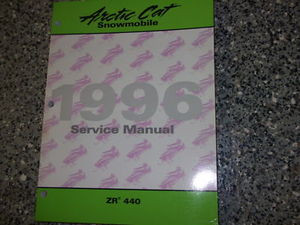 Arctic Cat
Snowmobile
1996
Service Manual
ZR® 440